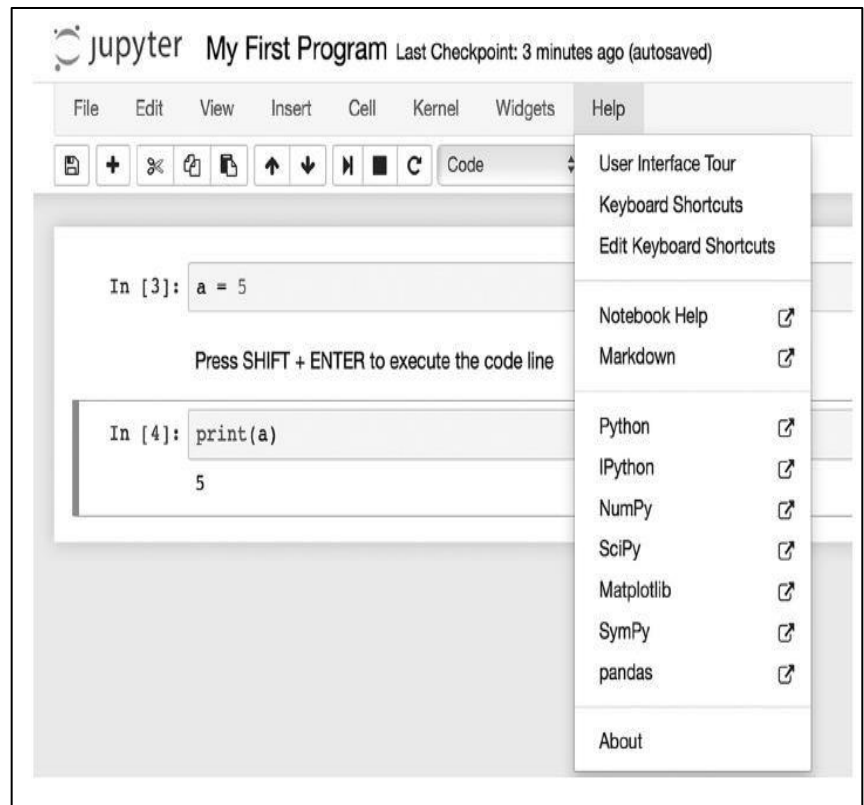 jupyter My First Program Last Checkpoint: 3 minutes ago (autosaved)
File Edit View Insert Cell Kernel Widgets Help
Code
User Interface Tour
Keyboard Shortcuts
Edit Keyboard Shortcuts
Notebook Help
Markdown
Python
IPython
NumPy
SciPy
Matplotlib
SymPy
pandas
About
In [3]: a = 5
Press SHIFT + ENTER to execute the code line
In [4]: print(a)
5